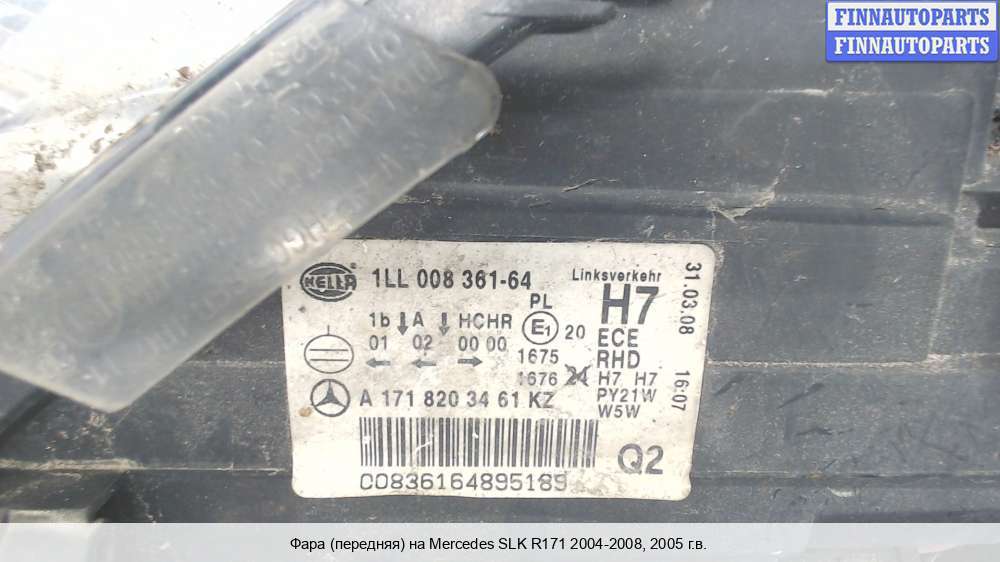 FINNAUTOPARTS
FINNAUTOPARTS
HELLA
1LL 008 361-64
Linksverkehr
31.03.08 16:07
PL
H7
1b A HCHR
E1 20
ECE
01 02 00 00
1675
RHD
1676 24 H7 H7
A 171 820 34 61 KZ
PY21W
W5W
Q2
00836164895189
Фара (передняя) на Mercedes SLK R171 2004-2008, 2005 г.в.